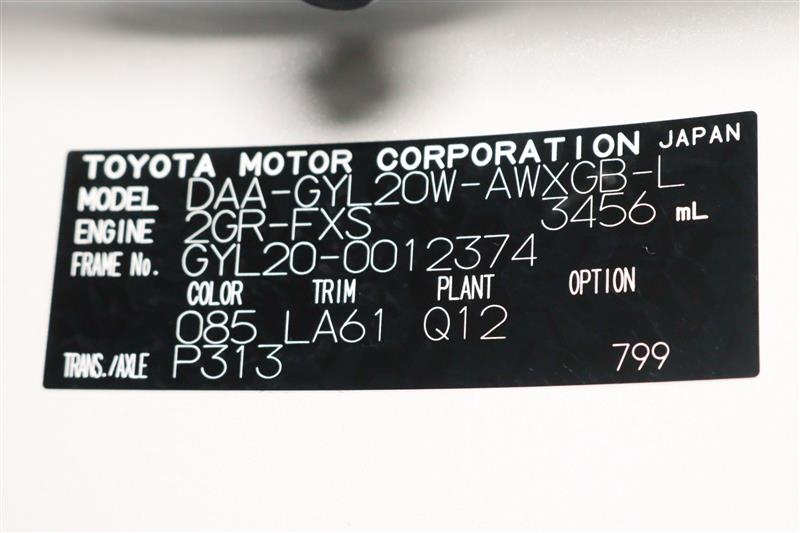 TOYOTA MOTOR CORPORATION JAPAN
MODEL DAA-GYL20W-AWXGB-L
ENGINE 2GR-FXS 3456 mL
FRAME No. GYL20-0012374
COLOR TRIM PLANT OPTION
085 LA61 Q12
TRANS./AXLE P313 799